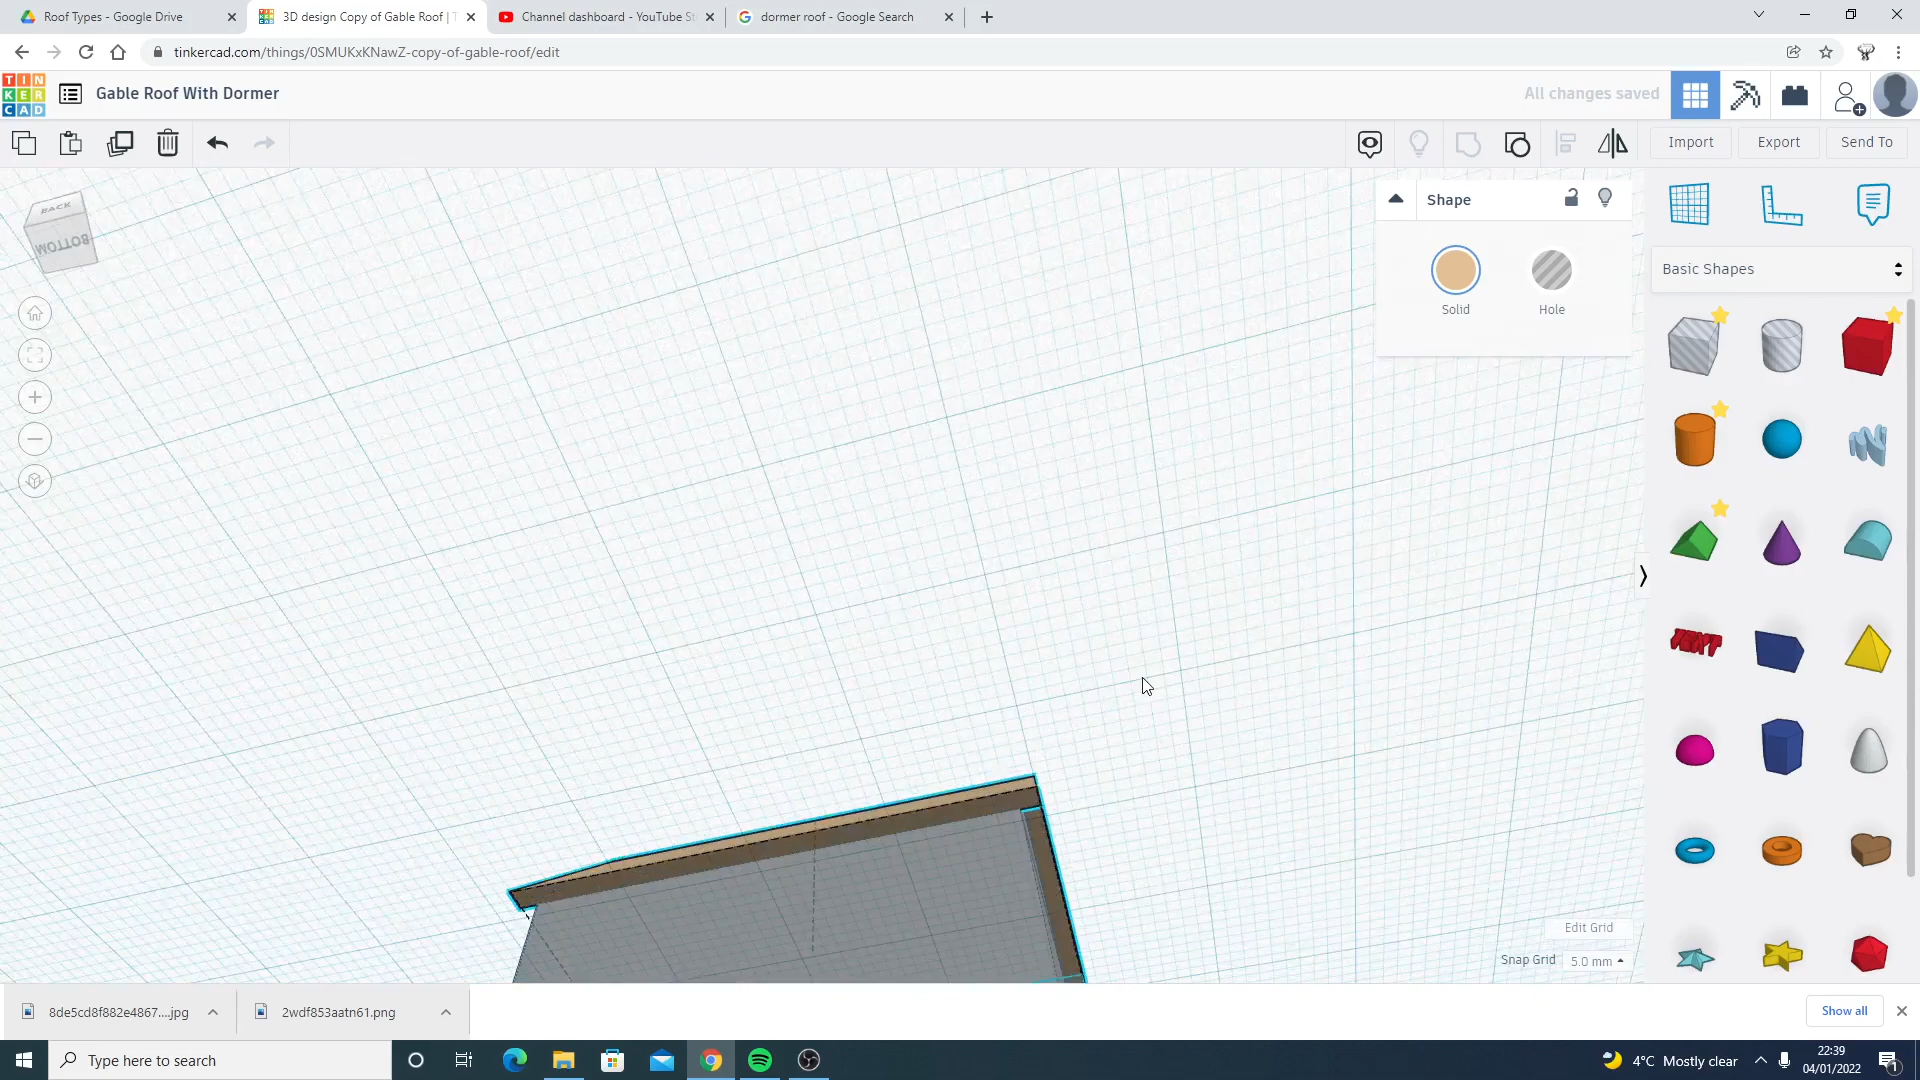 Roof Types - Google Drive
3D design Copy of Gable Roof | T
Channel dashboard - YouTube St
dormer roof - Google Search
tinkercad.com/things/0SMUKxKNawZ-copy-of-gable-roof/edit
TIN
KER
CAD
Gable Roof With Dormer
All changes saved
Import
Export
Send To
BACK
BOTTOM
Shape
Solid
Hole
Basic Shapes
TEXT
Edit Grid
Snap Grid
5.0 mm
8de5cd8f882e4867....jpg
2wdf853aatn61.png
Show all
Type here to search
4°C Mostly clear
22:39
04/01/2022
1